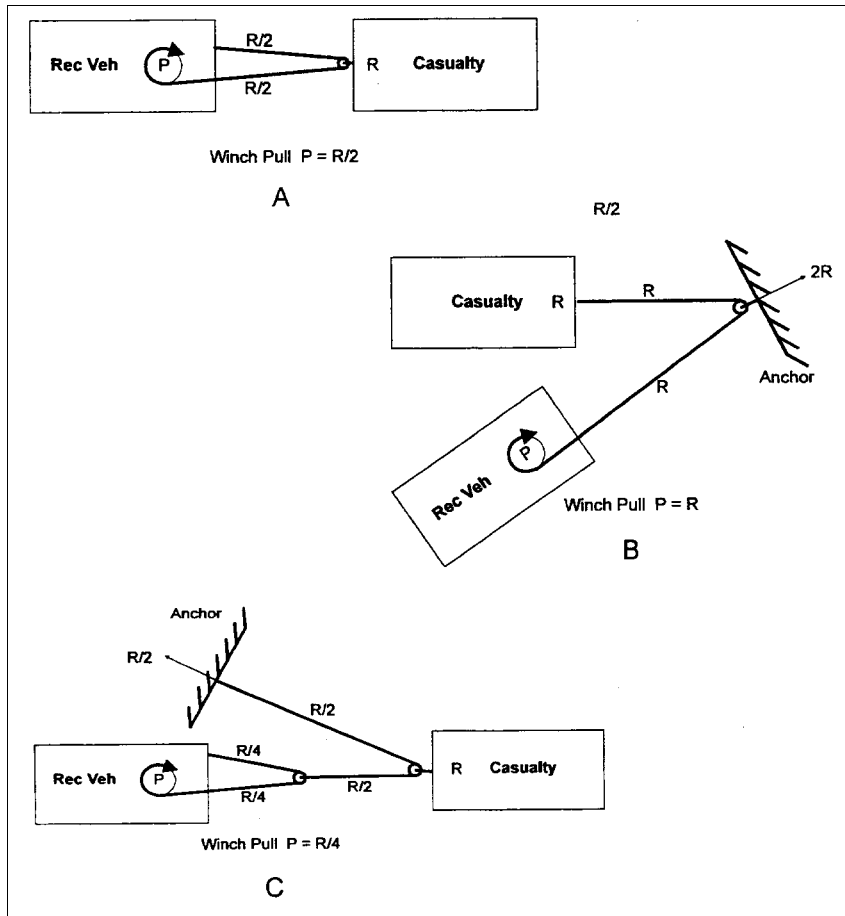 R/2
Rec Veh
P
R
Casualty
R/2
Winch Pull P = R/2
A
R/2
2R
Casualty
R
R
Anchor
R
P
Rec Veh
Winch Pull P = R
B
Anchor
R/2
R/2
R/4
Rec Veh
P
R
Casualty
R/2
R/4
Winch Pull P = R/4
C